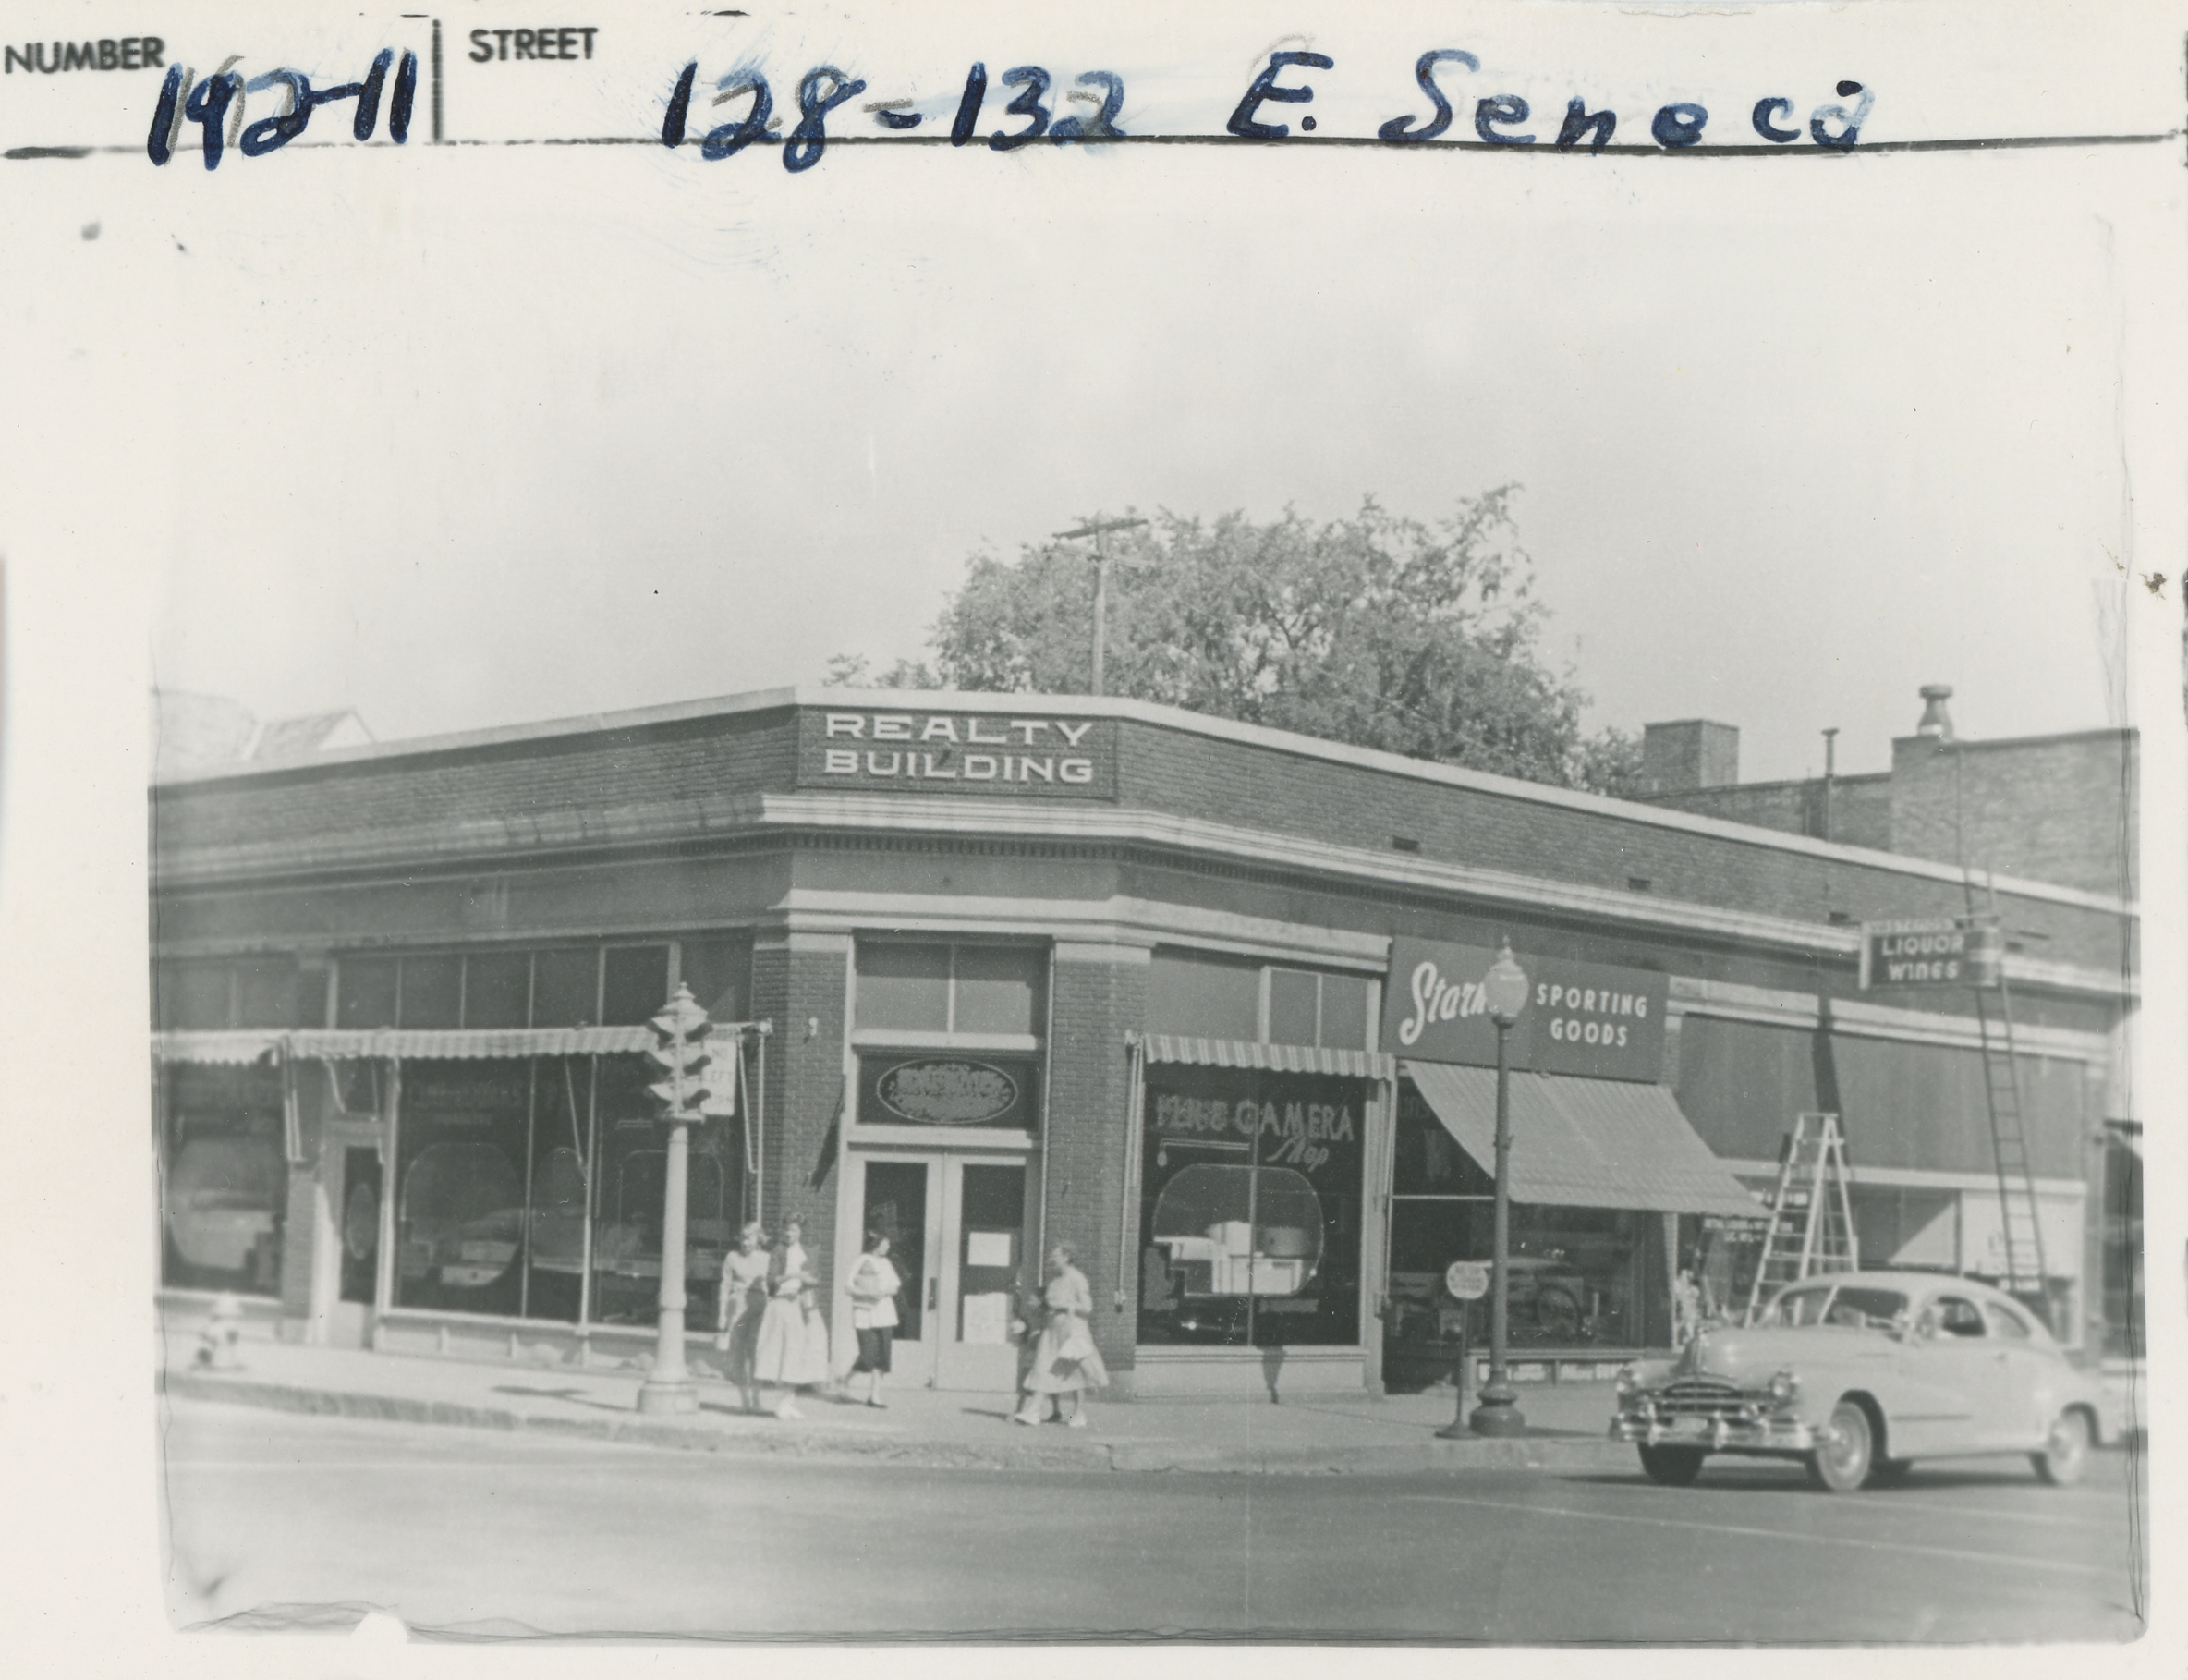 NUMBER 192-11 STREET 128-132 E. Seneca
REALTY
BUILDING
LIQUOR
WINES
SPORTING
GOODS
CAMERA
Shop